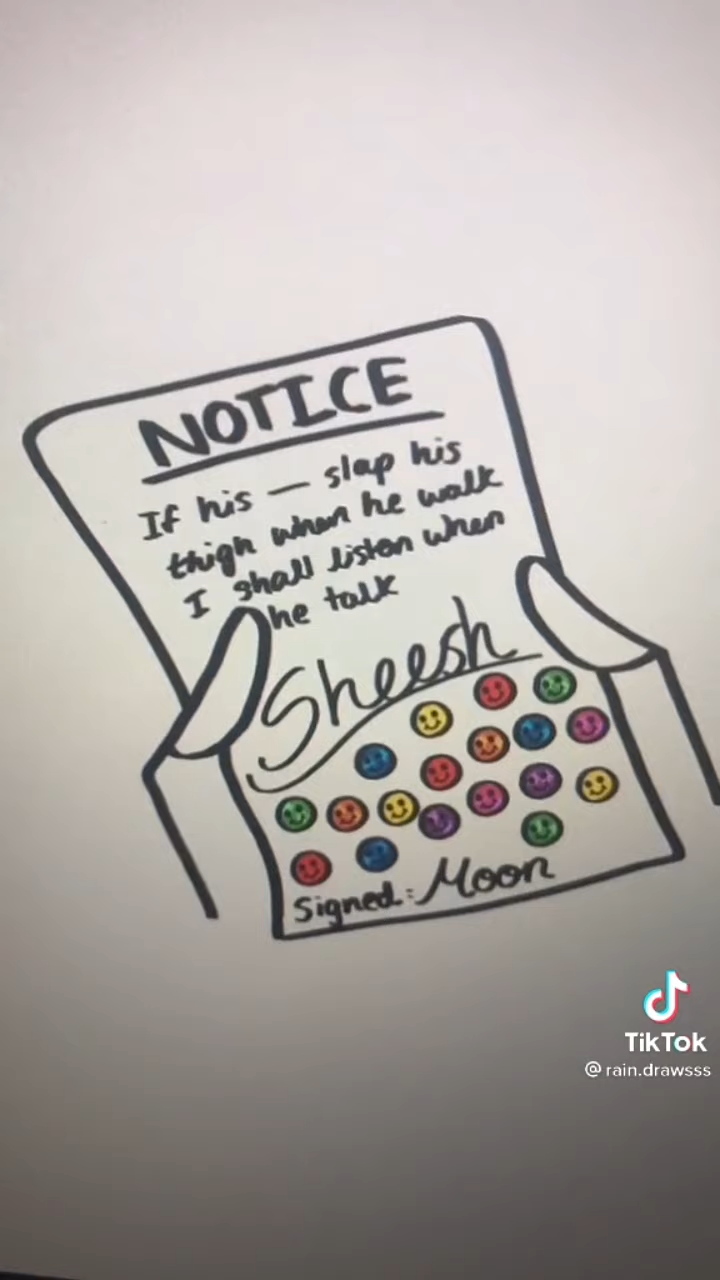 NOTICE
If his — slap his
thigh when he walk
I shall listen when
he talk
Sheesh
Signed: Moon
TikTok
@rain.drawsss